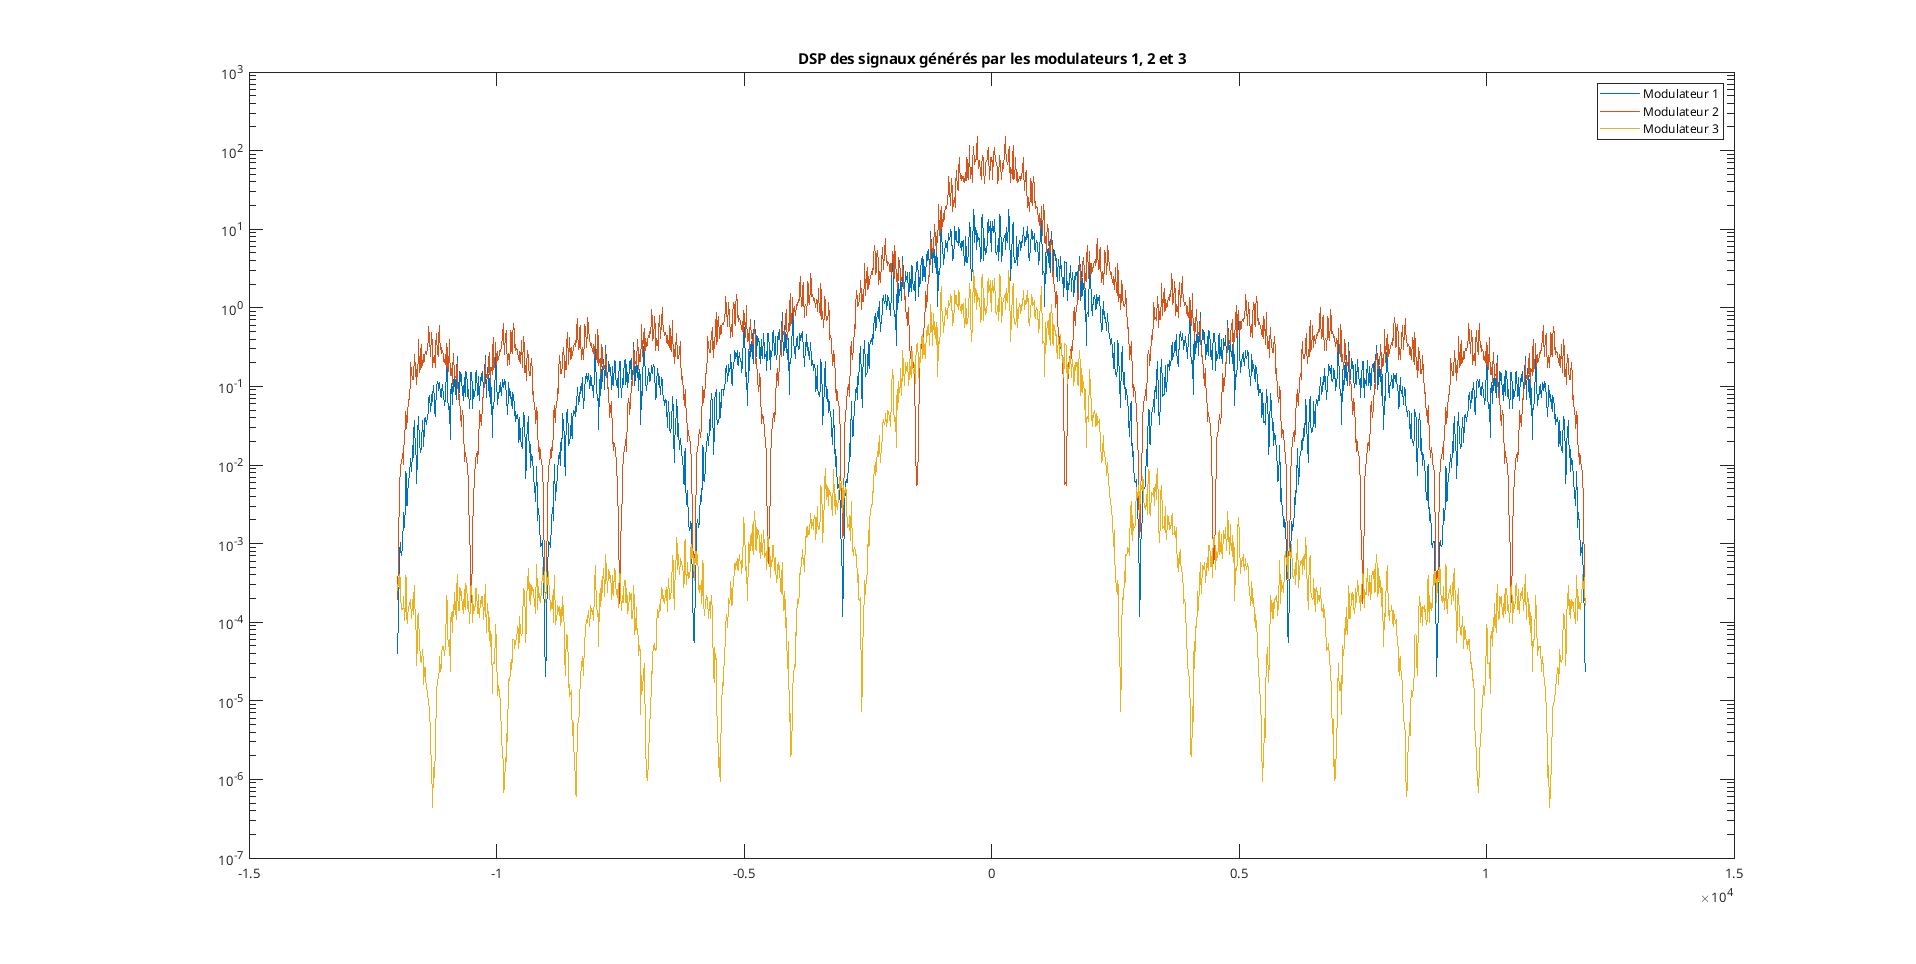 DSP des signaux générés par les modulateurs 1, 2 et 3
Modulateur 1
Modulateur 2
Modulateur 3
10^3
10^2
10^1
10^0
10^-1
10^-2
10^-3
10^-4
10^-5
10^-6
10^-7
-1.5 -1 -0.5 0 0.5 1 1.5
×10^4